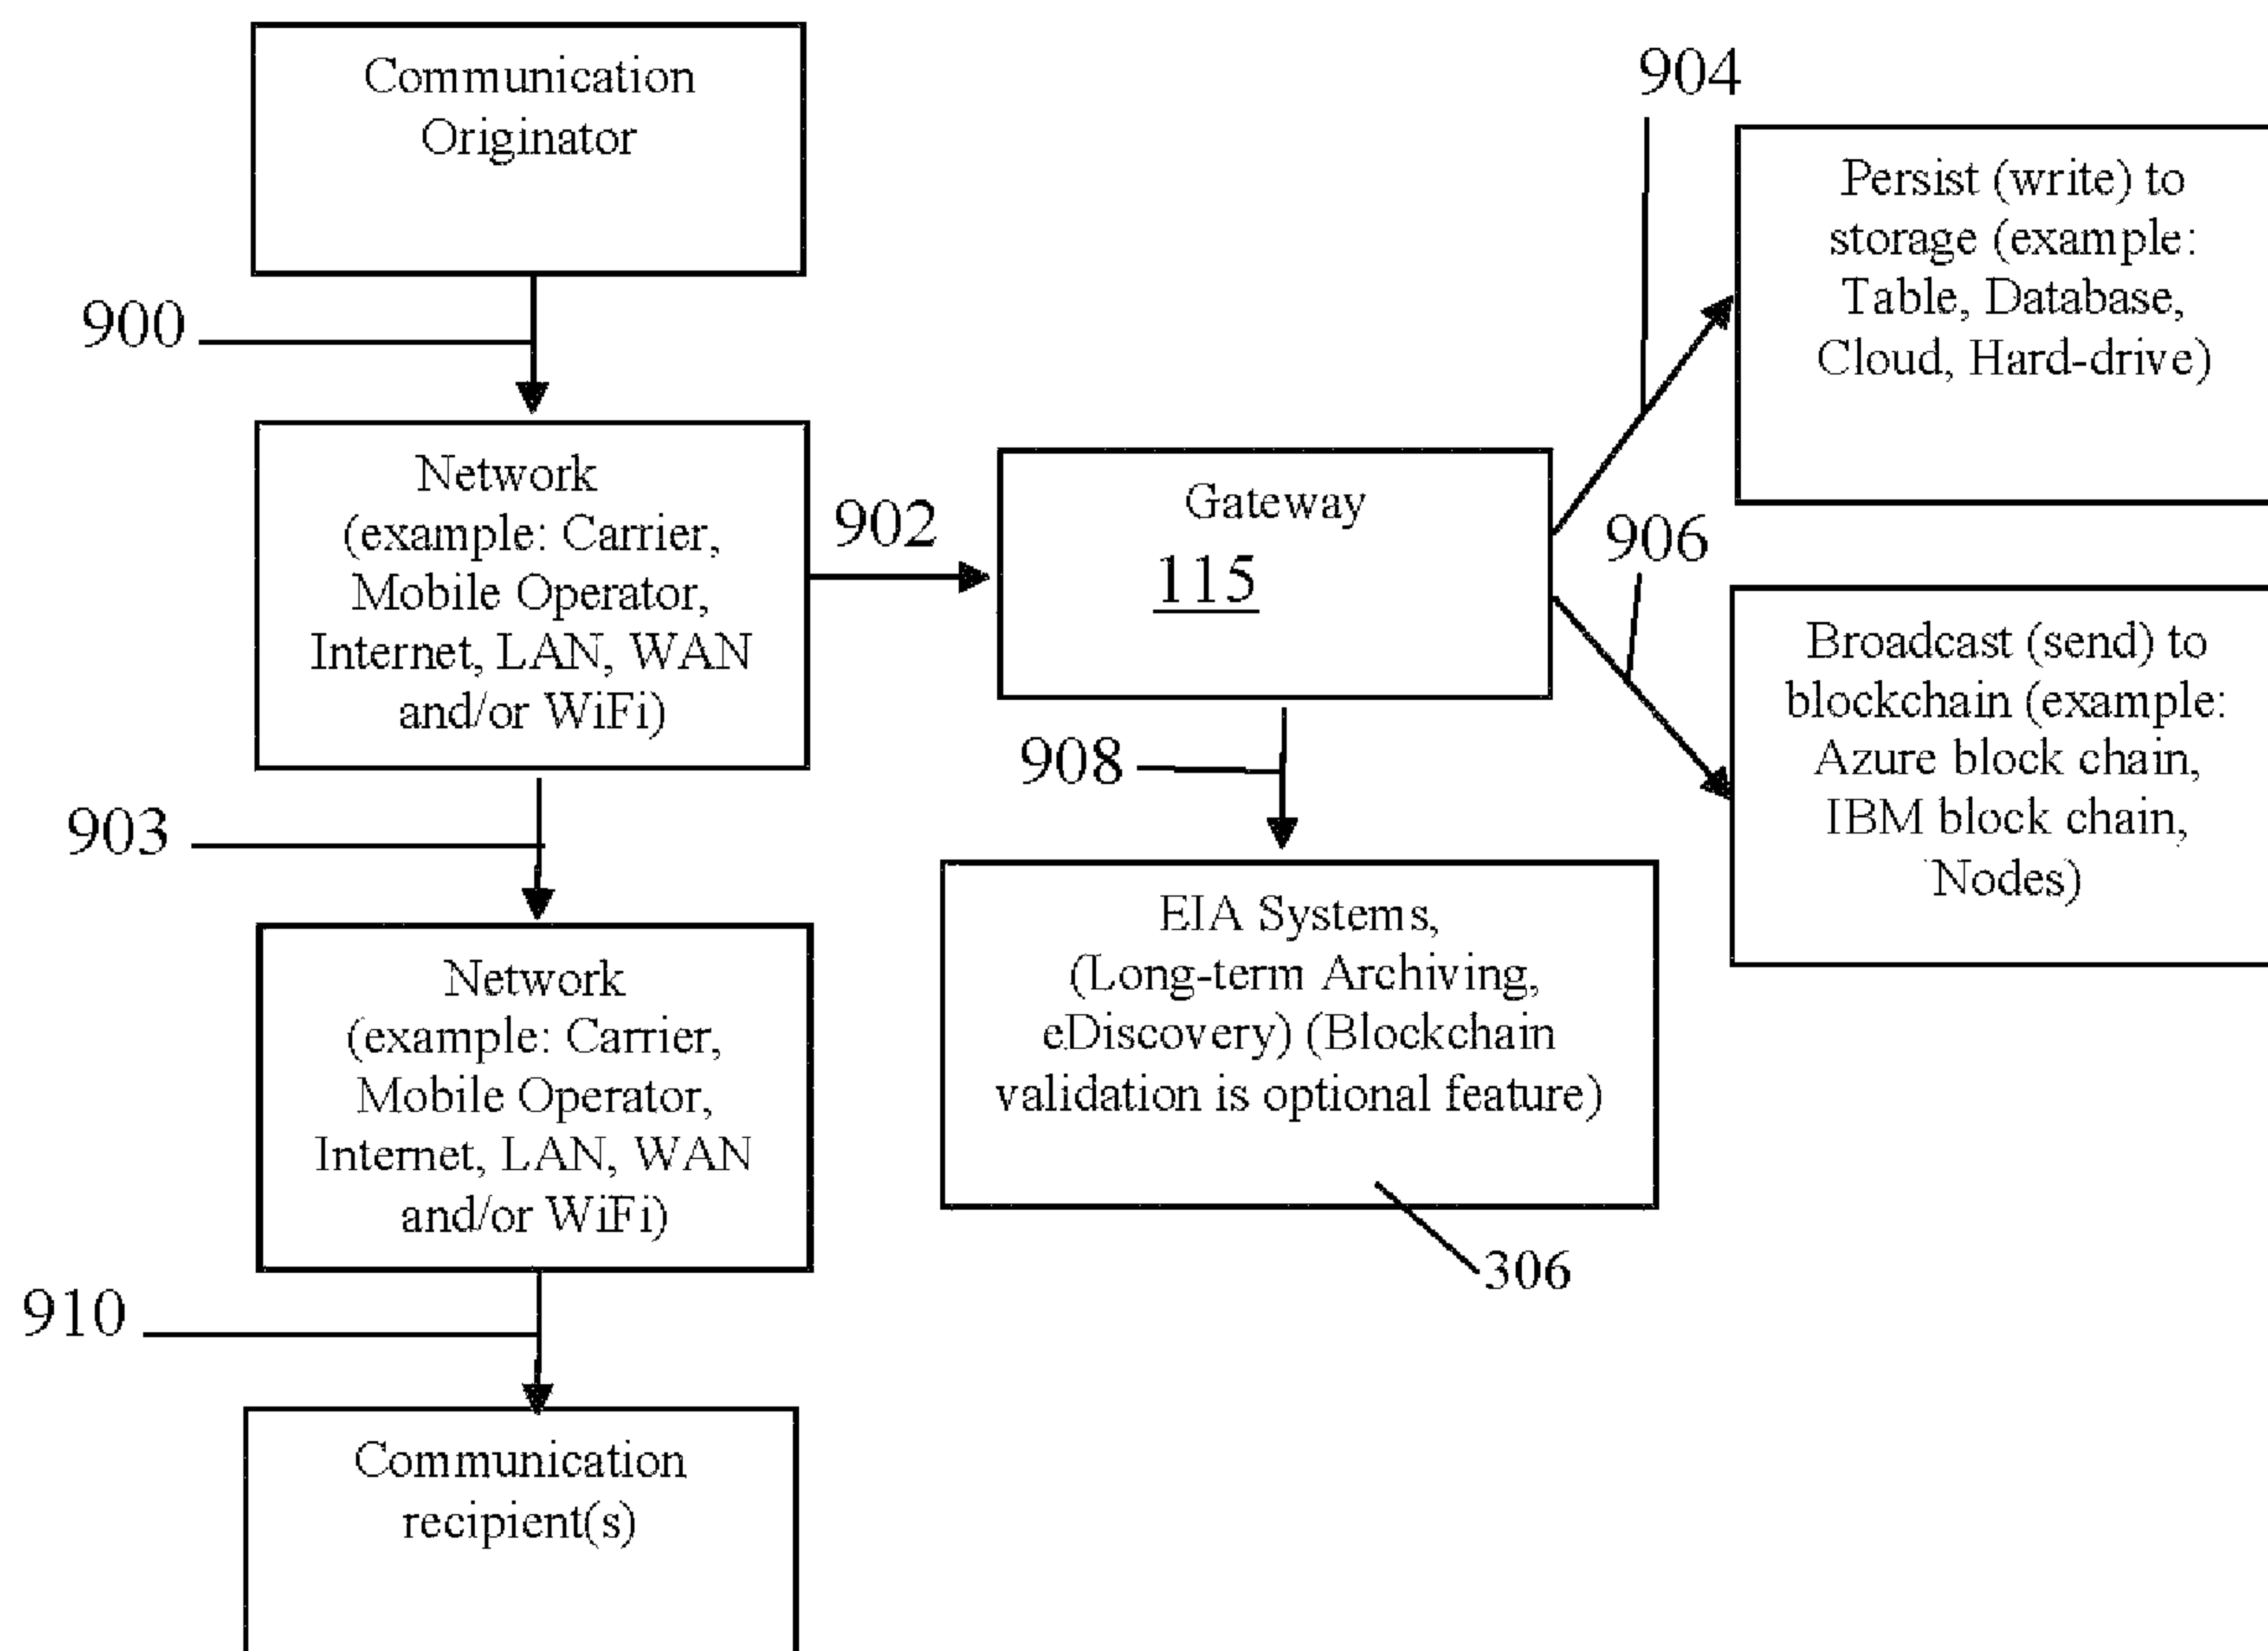 Communication
Originator
900
Network
(example: Carrier,
Mobile Operator,
Internet, LAN, WAN
and/or WiFi)
902
903
Network
(example: Carrier,
Mobile Operator,
Internet, LAN, WAN
and/or WiFi)
910
Communication
recipient(s)
Gateway
115
908
EIA Systems,
(Long-term Archiving,
eDiscovery) (Blockchain
validation is optional feature)
306
904
Persist (write) to
storage (example:
Table, Database,
Cloud, Hard-drive)
906
Broadcast (send) to
blockchain (example:
Azure block chain,
IBM block chain,
Nodes)